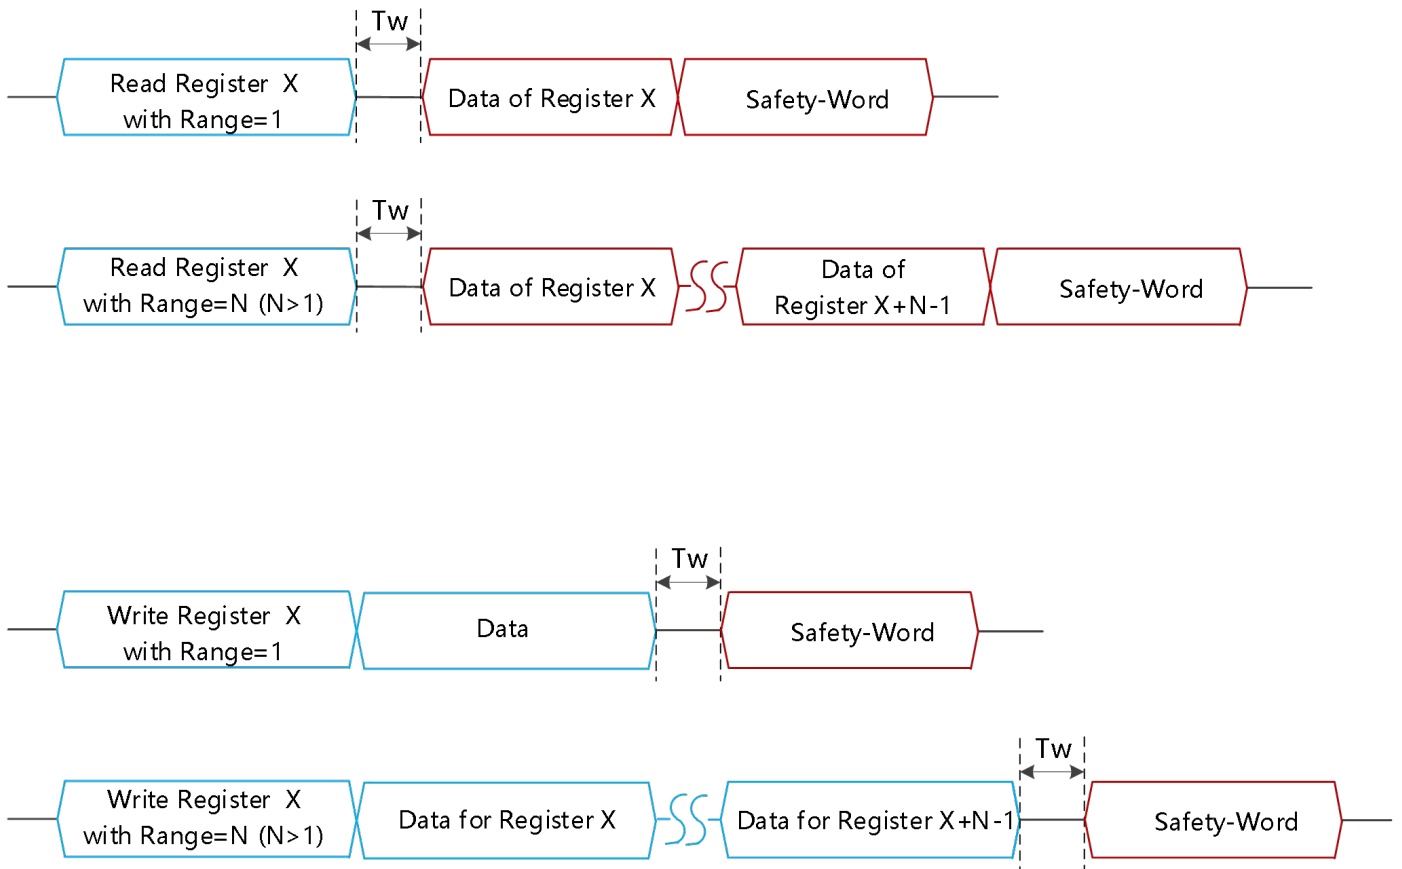 Tw
Read Register X
with Range=1
Data of Register X
Safety-Word
Tw
Read Register X
with Range=N (N>1)
Data of Register X
Data of
Register X+N-1
Safety-Word
Tw
Write Register X
with Range=1
Data
Safety-Word
Tw
Write Register X
with Range=N (N>1)
Data for Register X
Data for Register X+N-1
Safety-Word